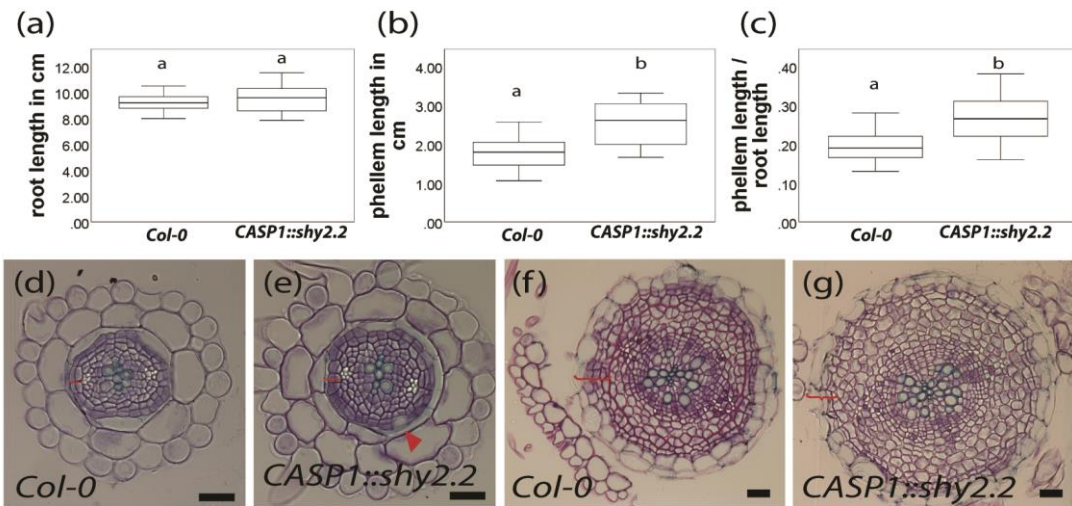 (a)
root length in cm
12.00
10.00
8.00
6.00
4.00
2.00
.00
a
a
Col-0
CASP1::shy2.2
(b)
phellem length in
cm
4.00
3.00
2.00
1.00
.00
a
b
Col-0
CASP1::shy2.2
(c)
phellem length /
root length
.40
.30
.20
.10
.00
a
b
Col-0
CASP1::shy2.2
(d)
Col-0
(e)
CASP1::shy2.2
(f)
Col-0
(g)
CASP1::shy2.2